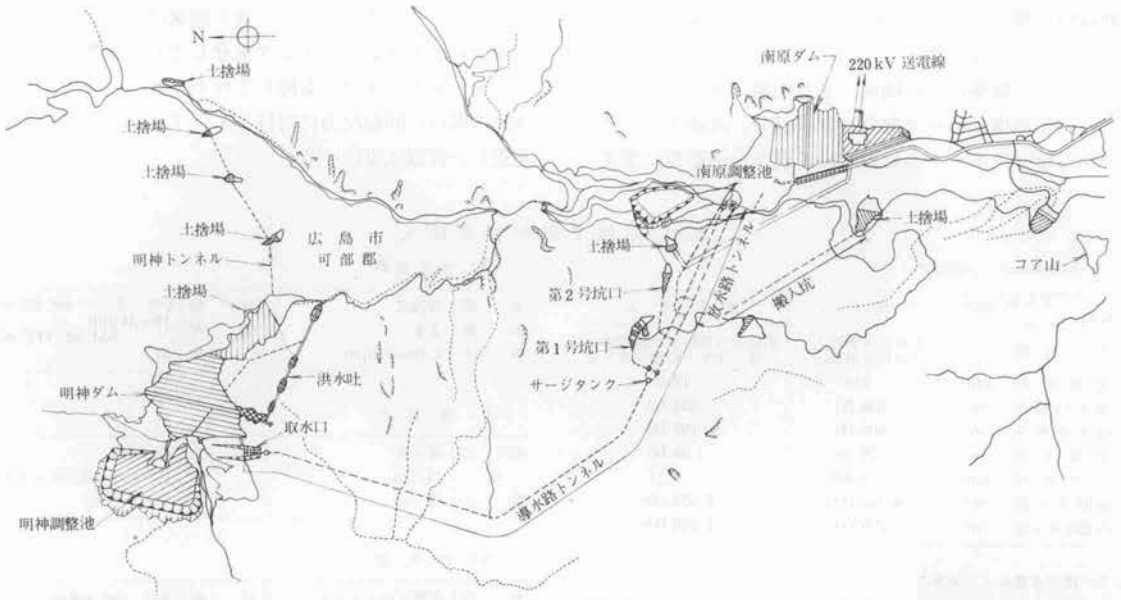 N
土捨場
土捨場
土捨場
土捨場
明神トンネル
土捨場
広島市
可部郡
明神ダム
洪水吐
取水口
明神調整池
導水路トンネル
サージタンク
第1号坑口
第2号坑口
土捨場
放水路トンネル
搬入坑
南原調整池
南原ダム
220kV 送電線
土捨場
コア山